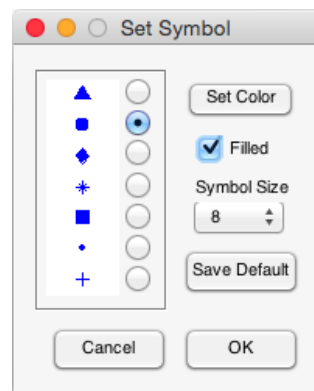 Set Symbol
Set Color
Filled
Symbol Size
8
Save Default
Cancel
OK